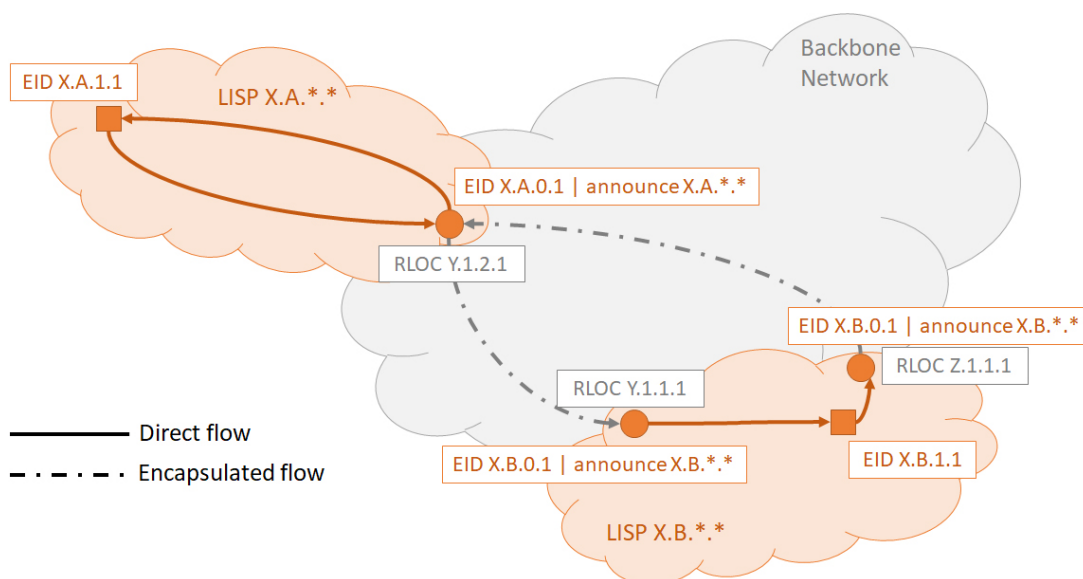 Backbone
Network
EID X.A.1.1
LISP X.A.*.*
EID X.A.0.1 | announce X.A.*.*
RLOC Y.1.2.1
EID X.B.0.1 | announce X.B.*.*
RLOC Z.1.1.1
RLOC Y.1.1.1
Direct flow
EID X.B.0.1 | announce X.B.*.*
EID X.B.1.1
Encapsulated flow
LISP X.B.*.*